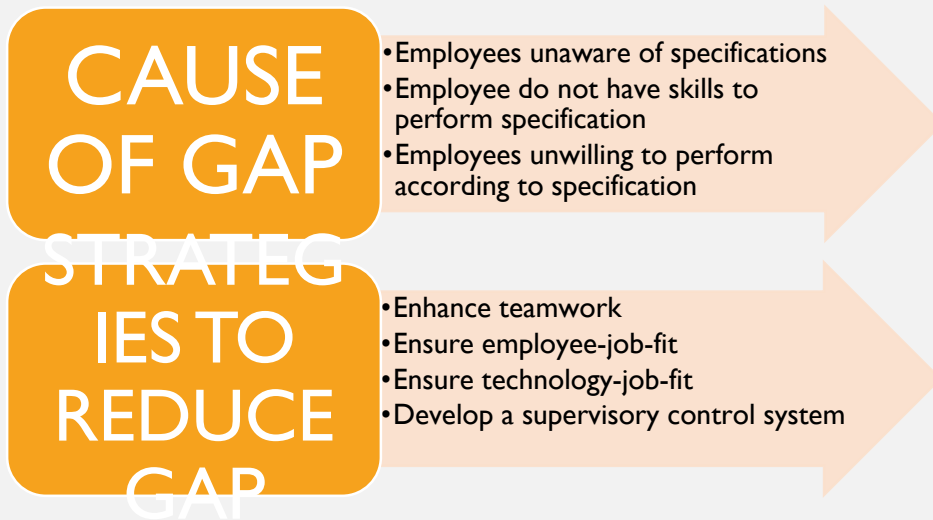 CAUSE
OF GAP
•Employees unaware of specifications
•Employee do not have skills to
perform specification
•Employees unwilling to perform
according to specification
STRATEG
IES TO
REDUCE
GAP
•Enhance teamwork
•Ensure employee-job-fit
•Ensure technology-job-fit
•Develop a supervisory control system